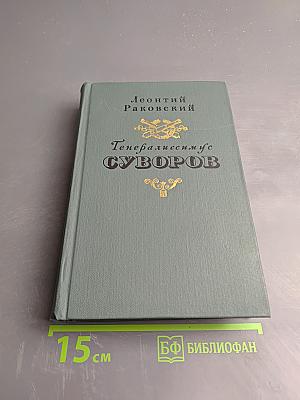 Леонтий
Раковский
Генералиссимус
СУВОРОВ
15 см
БФ БИБЛИОФАН